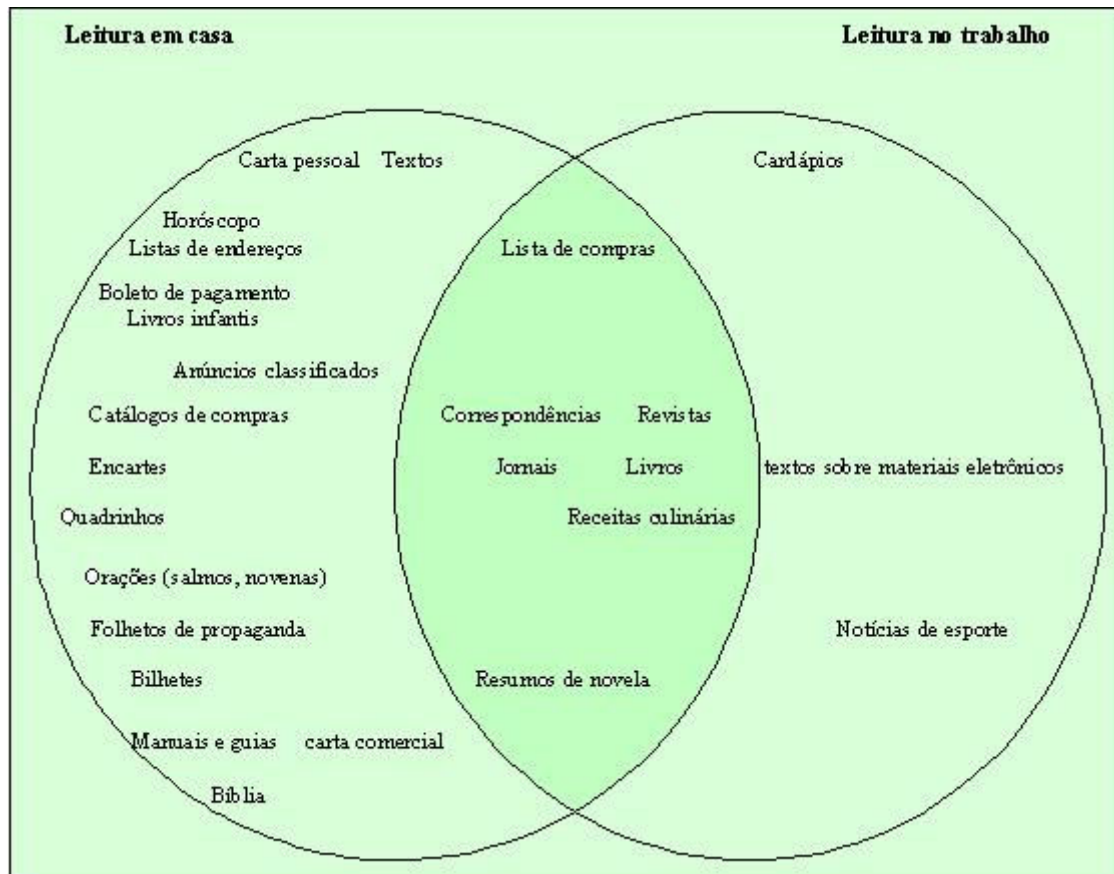 Leitura em casa
Leitura no trabalho
Carta pessoal Textos
Cardápios
Horóscopo
Listas de endereços
Lista de compras
Boleto de pagamento
Livros infantis
Anúncios classificados
Catálogos de compras
Correspondências Revistas
Encartes
Jornais Livros
textos sobre materiais eletrônicos
Quadrinhos
Receitas culinárias
Orações (salmos, novenas)
Folhetos de propaganda
Notícias de esporte
Bilhetes
Resumos de novela
Manuais e guias carta comercial
Bíblia